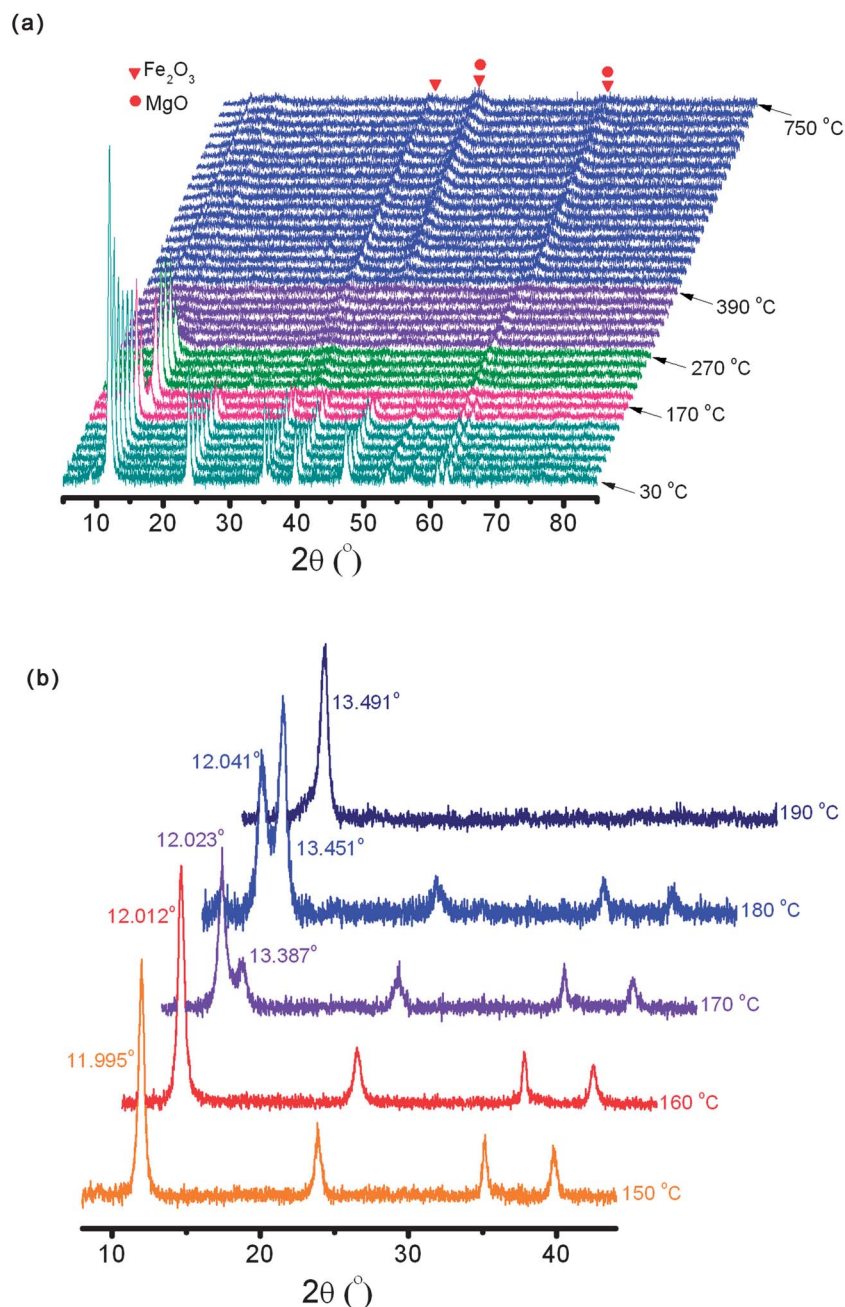 (a)
Fe₂O₃
MgO
750 °C
390 °C
270 °C
170 °C
30 °C
10 20 30 40 50 60 70 80
2θ (°)
(b)
13.491°
12.041°
190 °C
12.023°
13.451°
180 °C
12.012°
13.387°
170 °C
11.995°
160 °C
150 °C
10 20 30 40
2θ (°)